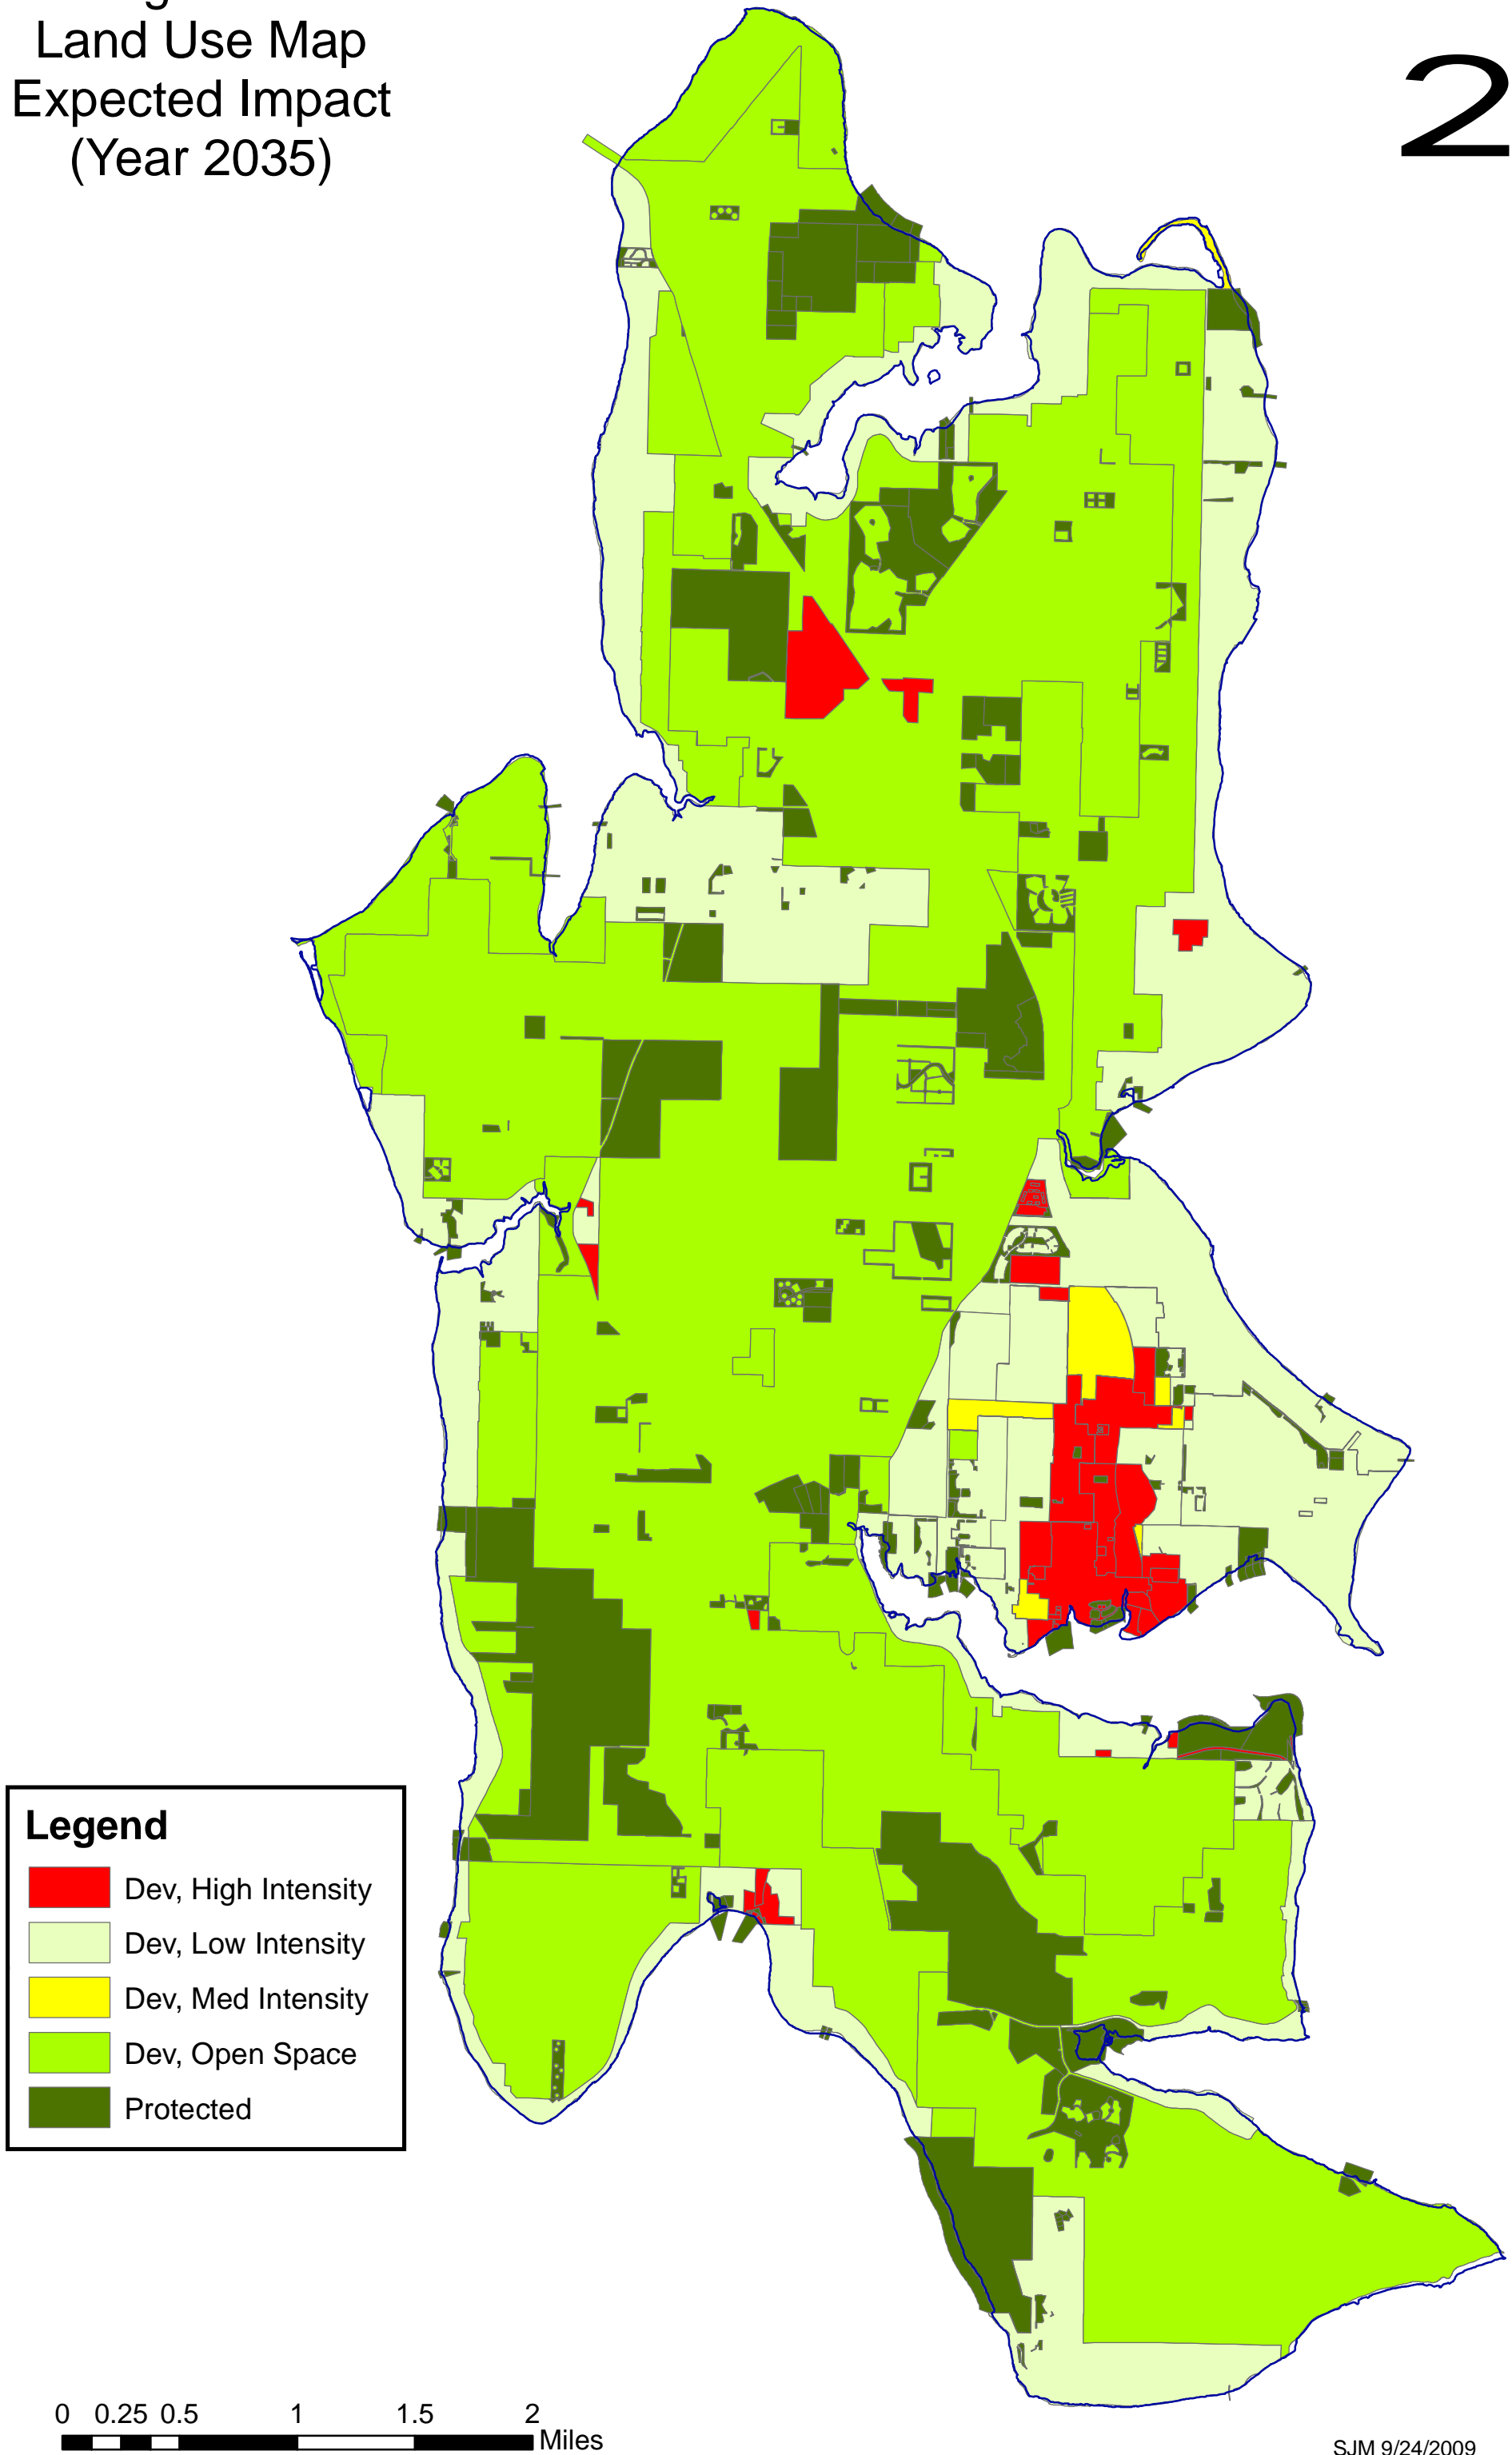 Land Use Map
Expected Impact
(Year 2035)
2
Legend
Dev, High Intensity
Dev, Low Intensity
Dev, Med Intensity
Dev, Open Space
Protected
0 0.25 0.5 1 1.5 2
Miles
SJM 9/24/2009